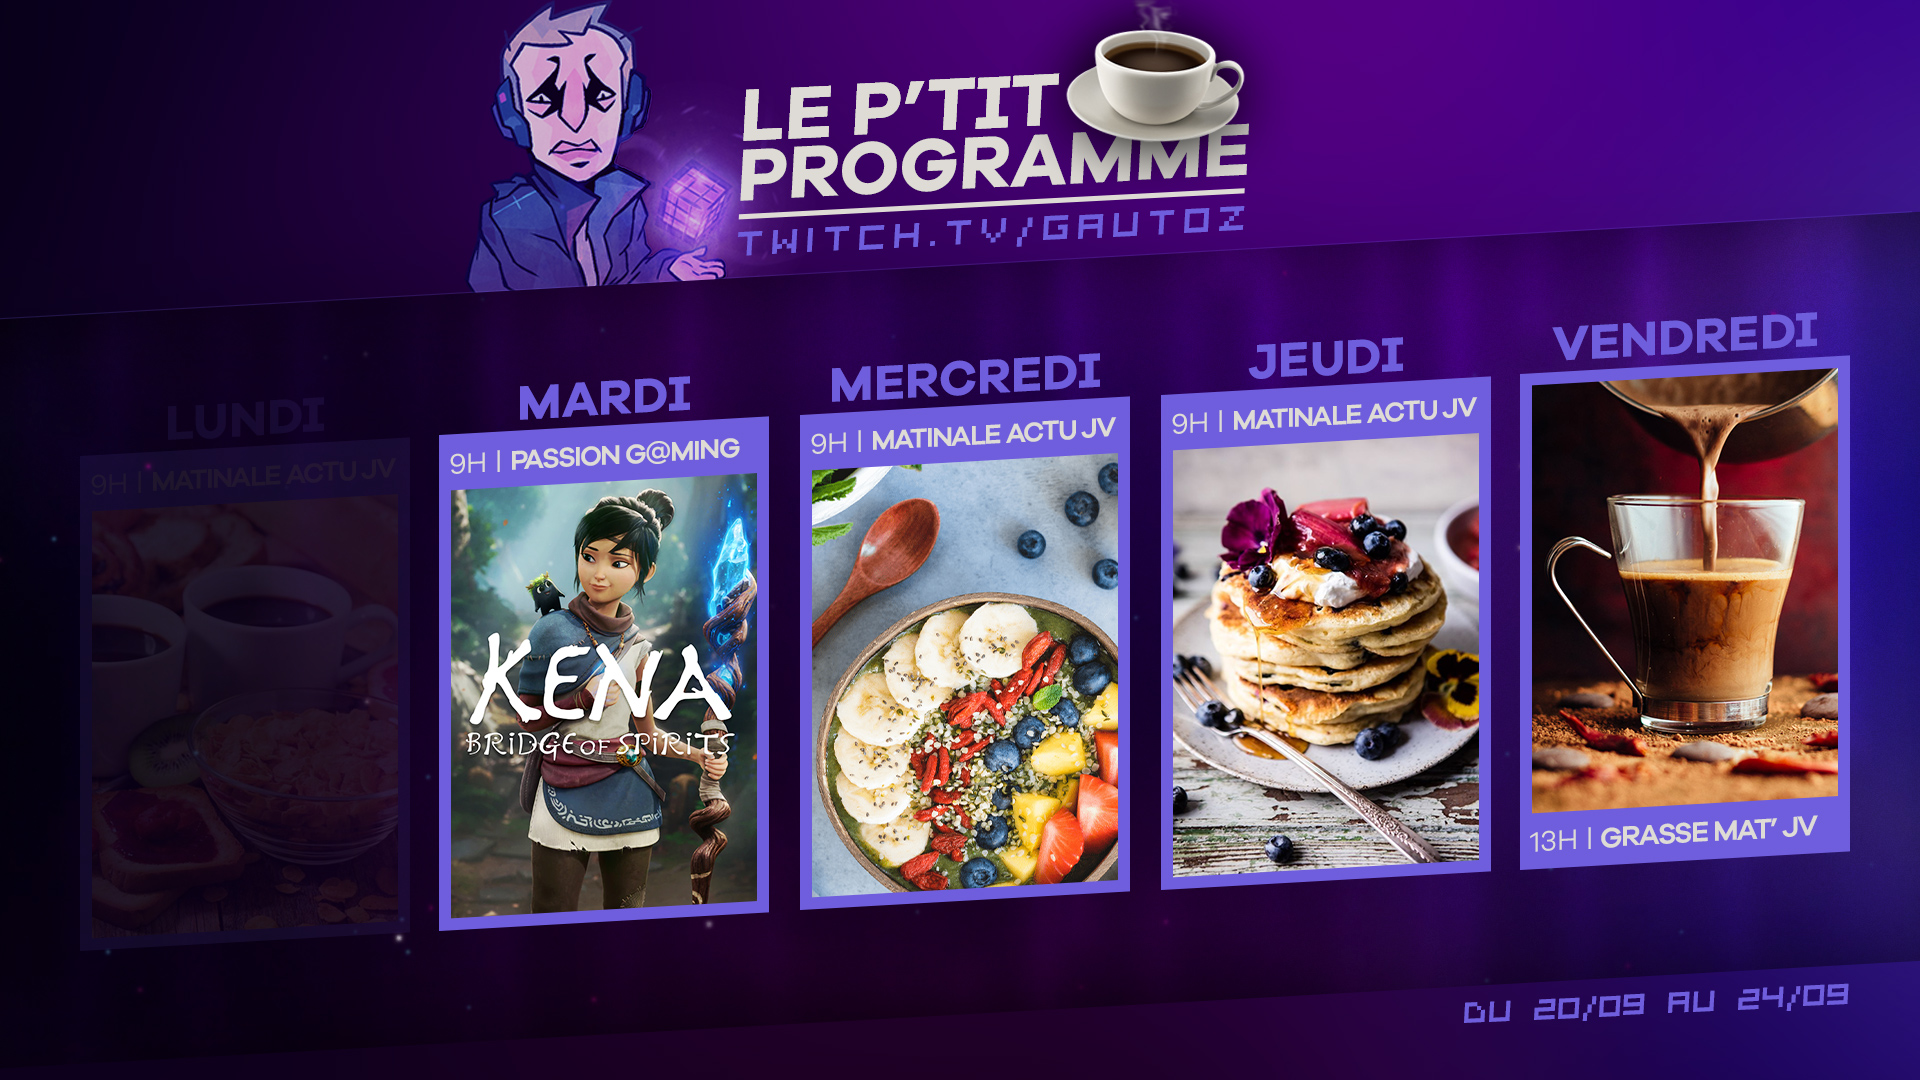 LE P'TIT
PROGRAMME
TWITCH.TV/GAUTOZ
LUNDI
9H | MATINALE ACTU JV
MARDI
9H | PASSION G@MING
KENA
BRIDGE OF SPIRITS
MERCREDI
9H | MATINALE ACTU JV
JEUDI
9H | MATINALE ACTU JV
VENDREDI
13H | GRASSE MAT' JV
DU 20/09 AU 24/09